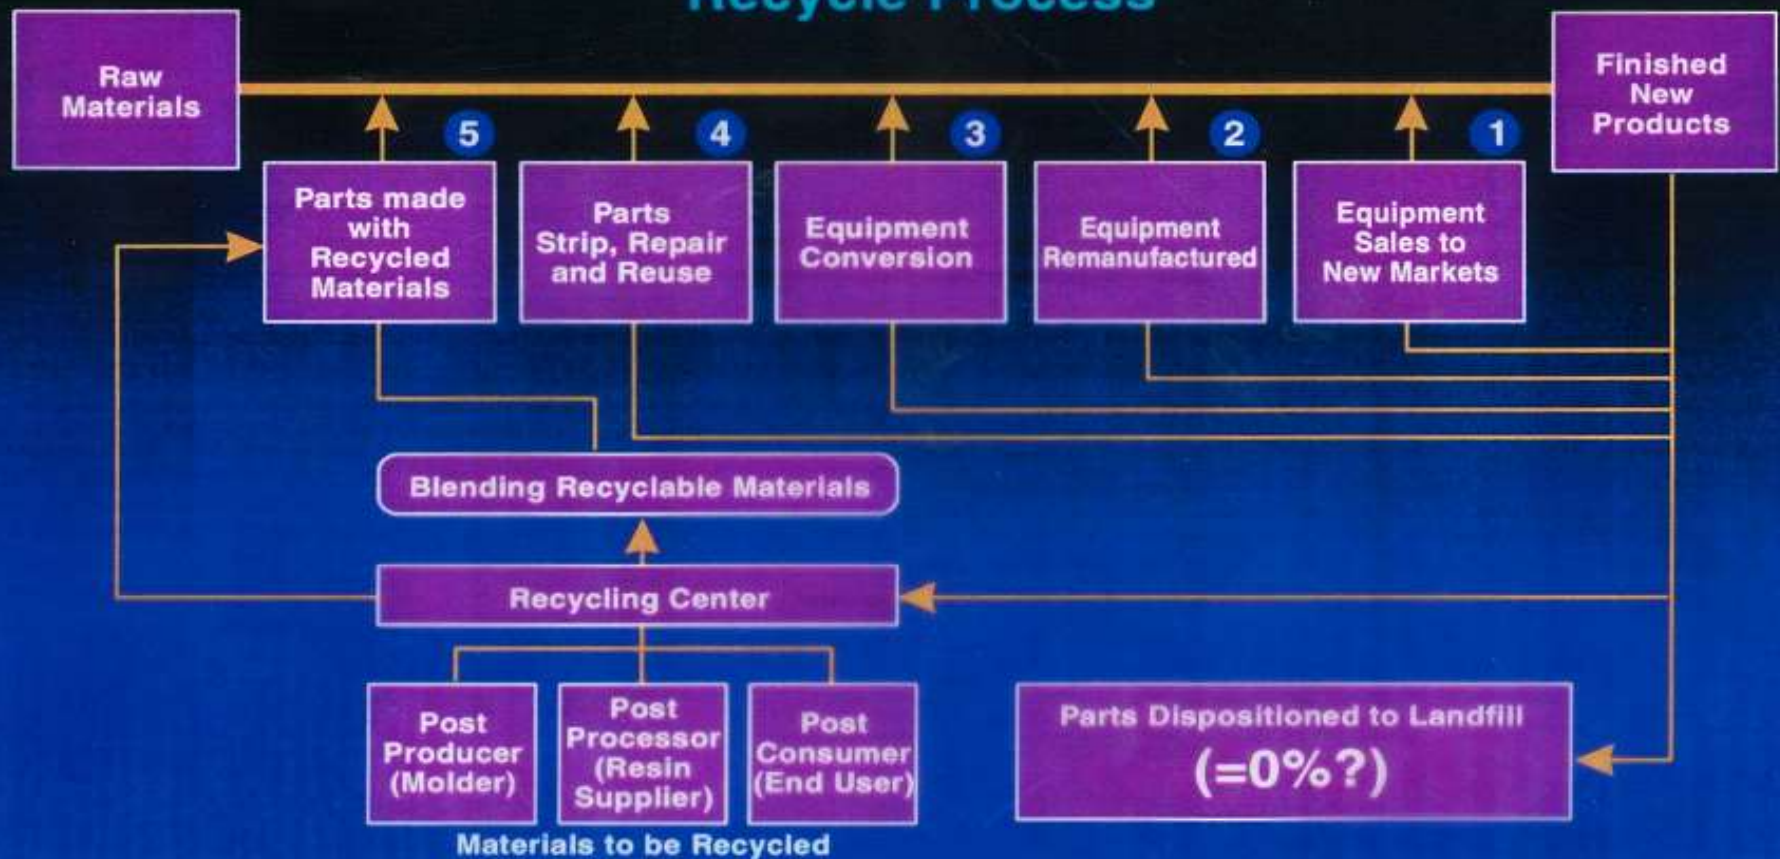 Recycle Process
Raw
Materials
Finished
New
Products
5
4
3
2
1
Parts made
with
Recycled
Materials
Parts
Strip, Repair
and Reuse
Equipment
Conversion
Equipment
Remanufactured
Equipment
Sales to
New Markets
Blending Recyclable Materials
Recycling Center
Post
Producer
(Molder)
Post
Processor
(Resin
Supplier)
Post
Consumer
(End User)
Parts Dispositioned to Landfill
(=0%?)
Materials to be Recycled